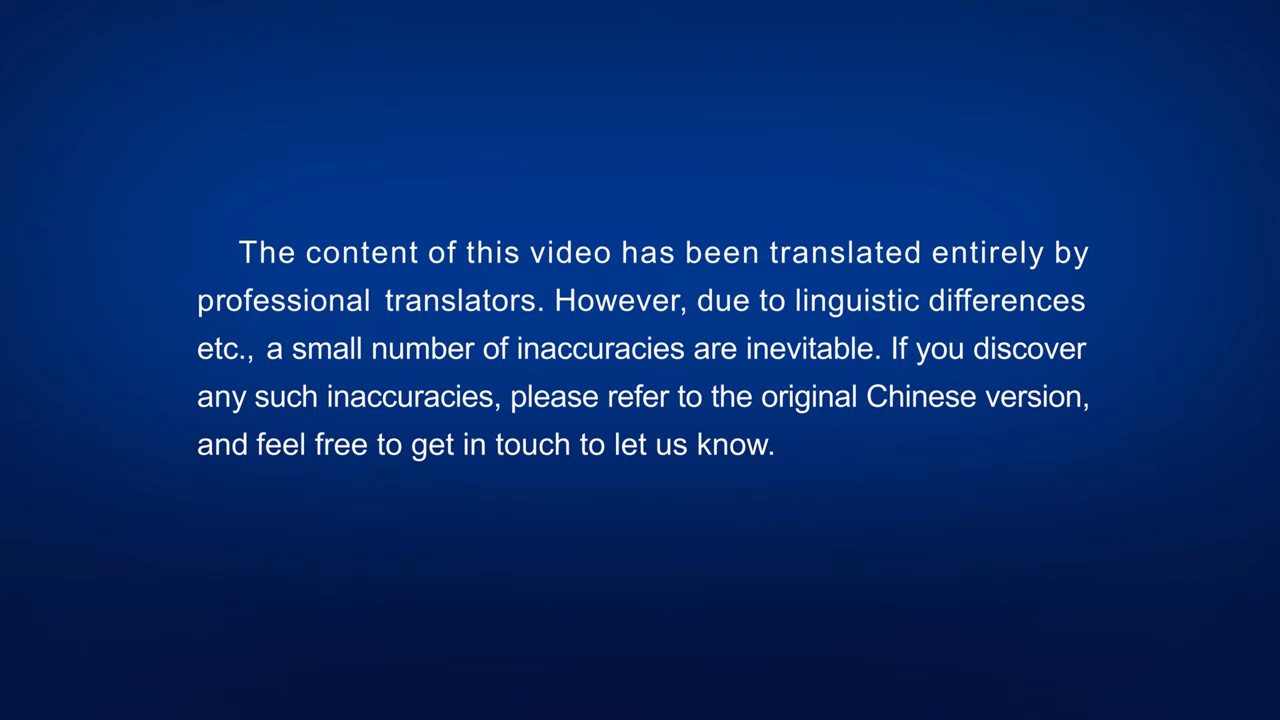 The content of this video has been translated entirely by
professional translators. However, due to linguistic differences
etc., a small number of inaccuracies are inevitable. If you discover
any such inaccuracies, please refer to the original Chinese version,
and feel free to get in touch to let us know.